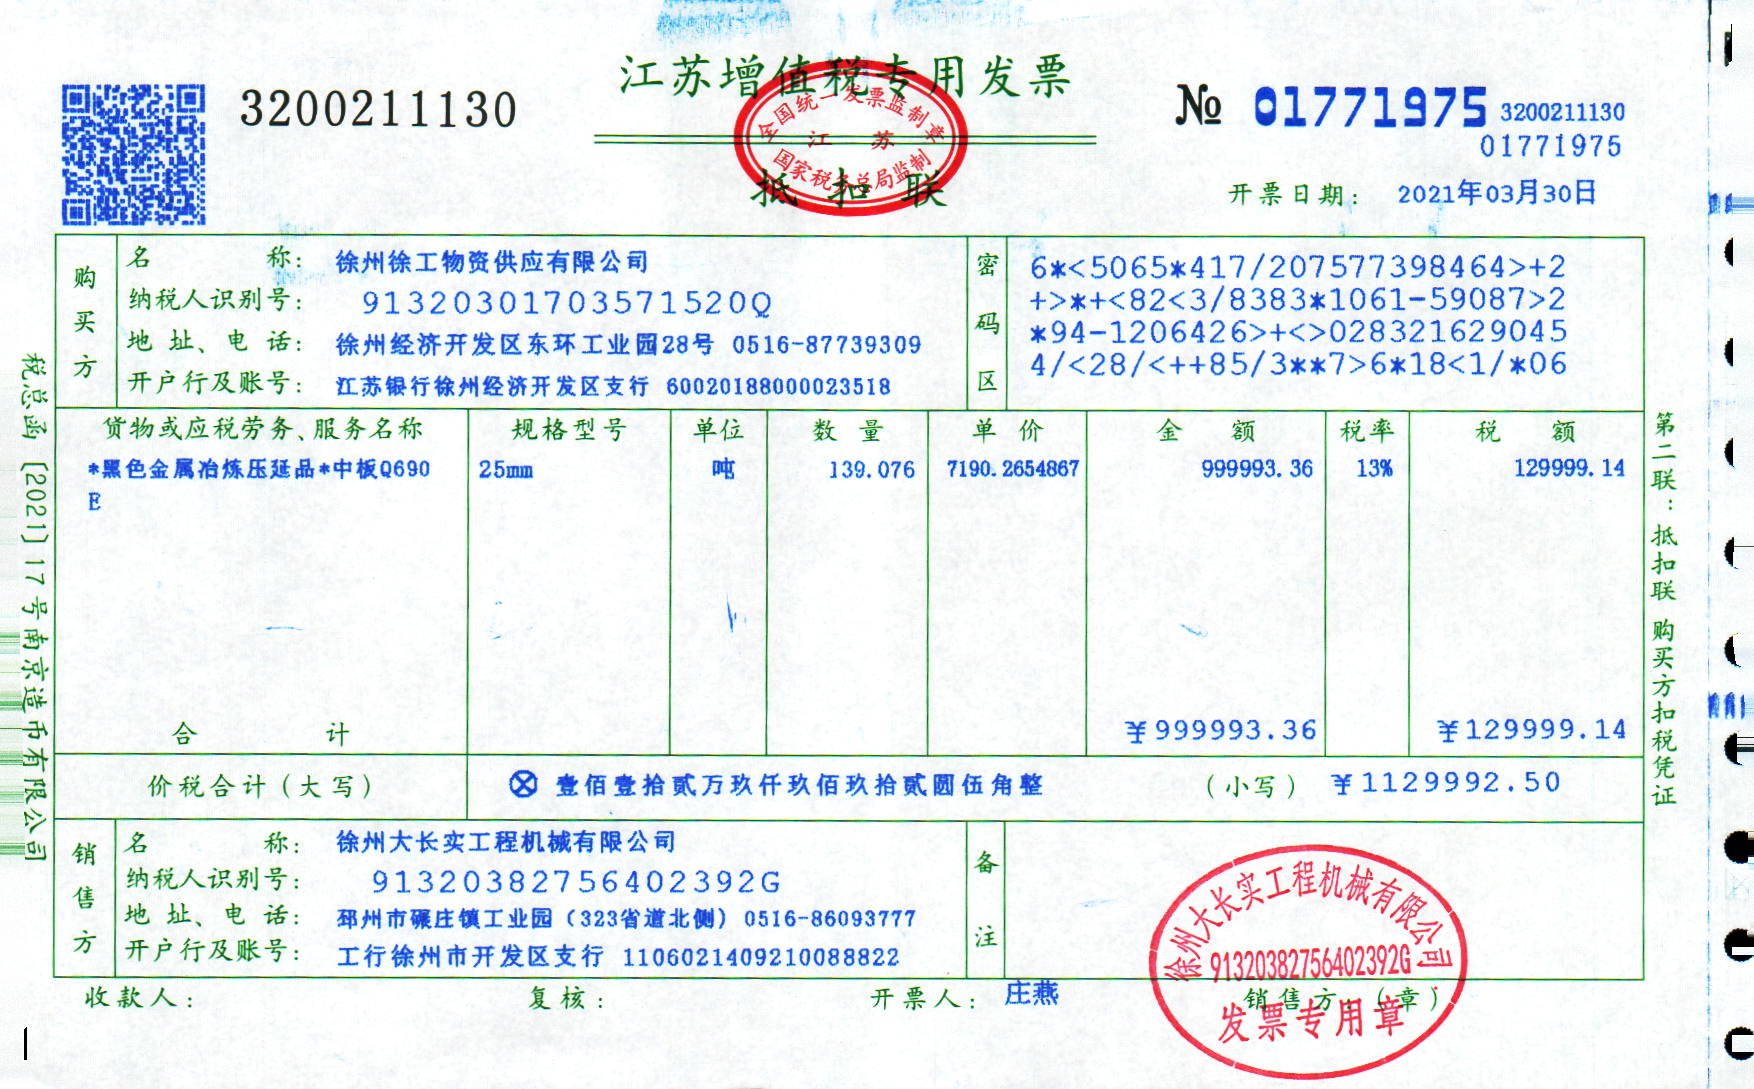 江苏增值税专用发票
3200211130
№ 01771975
3200211130
01771975
全国统一发票监制章
江苏
国家税务总局监制
抵扣联
开票日期: 2021年03月30日
购买方
名称: 徐州徐工物资供应有限公司
纳税人识别号: 91320301703571520Q
地址、电话: 徐州经济开发区东环工业园28号 0516-87739309
开户行及账号: 江苏银行徐州经济开发区支行 60020188000023518
密码区
6*<5065*417/207577398464>+2
+>*+<82<3/8383*1061-59087>2
*94-1206426>+<>028321629045
4/<28/<++85/3**7>6*18<1/*06
货物或应税劳务、服务名称 规格型号 单位 数量 单价 金额 税率 税额
*黑色金属冶炼压延品*中板Q690 25mm 吨 139.076 7190.2654867 999993.36 13% 129999.14
E
合计 ¥999993.36 ¥129999.14
价税合计(大写) ⊗壹佰壹拾贰万玖仟玖佰玖拾贰圆伍角整 (小写) ¥1129992.50
销售方
名称: 徐州大长实工程机械有限公司
纳税人识别号: 91320382756402392G
地址、电话: 邳州市碾庄镇工业园(323省道北侧) 0516-86093777
开户行及账号: 工行徐州市开发区支行 1106021409210088822
备注
收款人: 复核: 开票人: 庄燕 销售方:(章)
徐州大长实工程机械有限公司
91320382756402392G
发票专用章
税总函[2021]17号南京造币有限公司
第二联:抵扣联 购买方扣税凭证